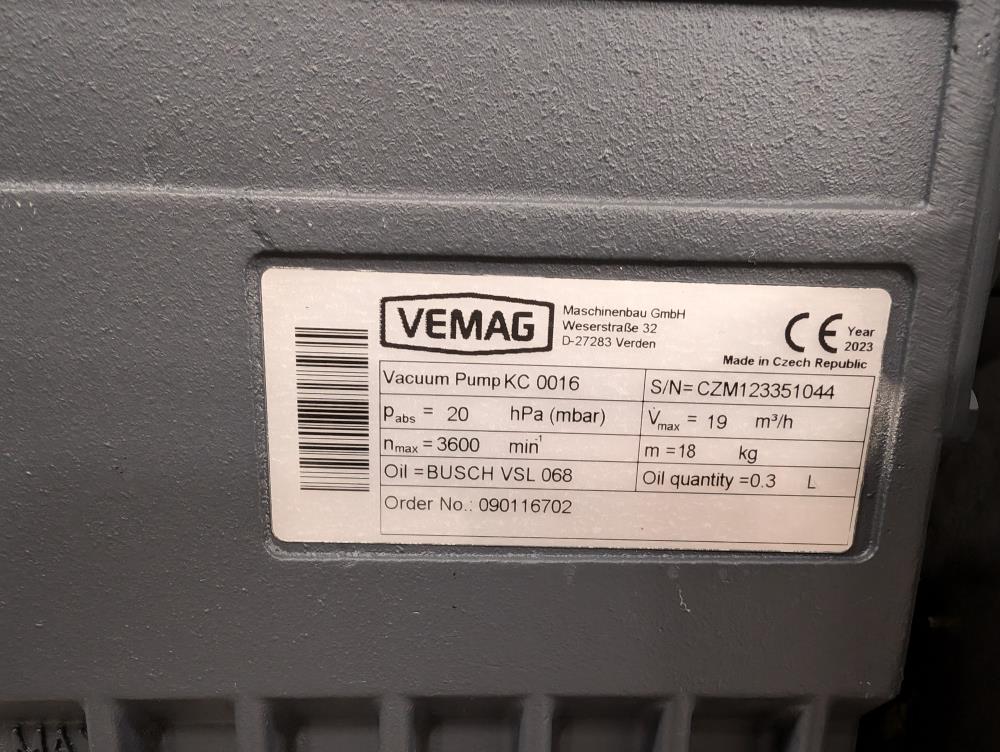 VEMAG
Maschinenbau GmbH
Weserstraße 32
D-27283 Verden
CE
Year
2023
Made in Czech Republic
Vacuum Pump KC 0016
S/N= CZM123351044
Pabs = 20 hPa (mbar)
V̇max = 19 m³/h
nmax = 3600 min⁻¹
m = 18 kg
Oil = BUSCH VSL 068
Oil quantity = 0.3 L
Order No.: 090116702